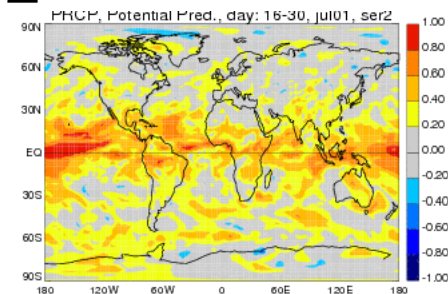 PRCP, Potential Pred., day: 16-30, jul01, ser2
90N
60N
30N
EQ
30S
60S
90S
180 120W 60W 0 60E 120E 180
1.00
0.80
0.60
0.40
0.20
0.00
-0.20
-0.40
-0.60
-0.80
-1.00